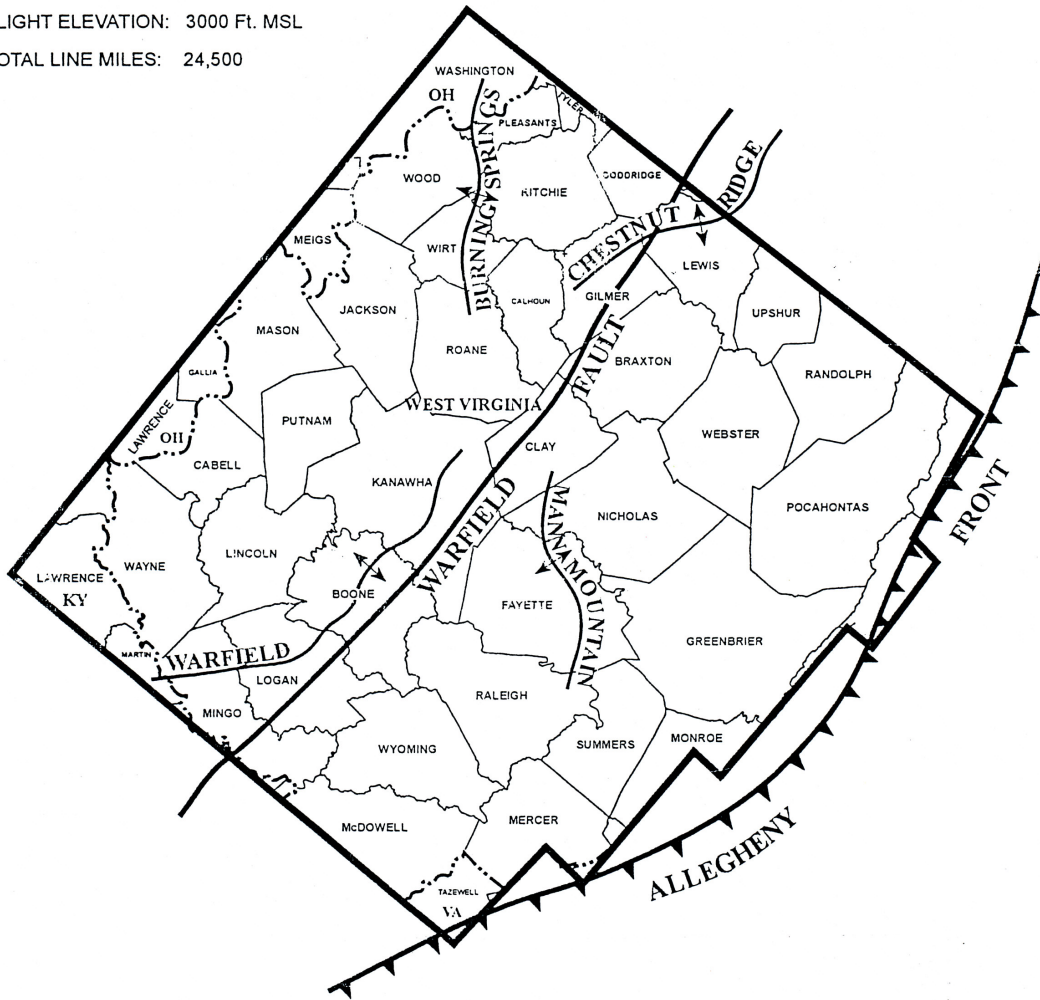 LIGHT ELEVATION: 3000 Ft. MSL
OTAL LINE MILES: 24,500
WASHINGTON
OH
TYLER
PLEASANTS
BURNING SPRINGS
WOOD
RITCHIE
DODDRIDGE
CHESTNUT RIDGE
MEIGS
WIRT
LEWIS
GILMER
CALHOUN
UPSHUR
JACKSON
MASON
ROANE
BRAXTON
RANDOLPH
GALLIA
WEST VIRGINIA
PUTNAM
LAWRENCE
OH
WEBSTER
CLAY
CABELL
KANAWHA
WARFIELD FAULT
MANN MOUNTAIN
NICHOLAS
POCAHONTAS
ALLEGHENY FRONT
LINCOLN
WAYNE
LAWRENCE
KY
BOONE
FAYETTE
GREENBRIER
MARTIN
WARFIELD
LOGAN
RALEIGH
MINGO
WYOMING
SUMMERS
MONROE
McDOWELL
MERCER
TAZEWELL
VA